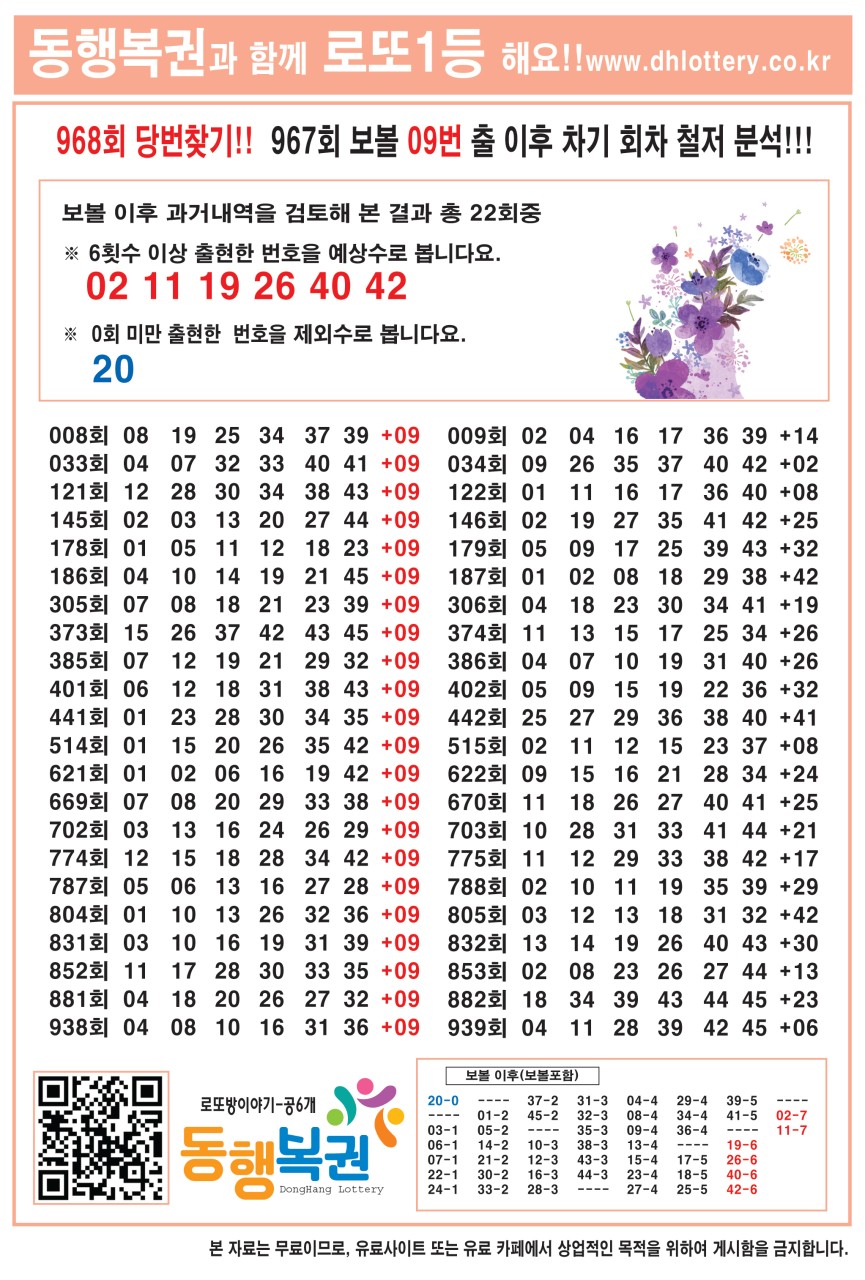 동행복권과 함께 로또1등 해요!!www.dhlottery.co.kr
968회 당번찾기!! 967회 보볼 09번 출 이후 차기 회차 철저 분석!!!
보볼 이후 과거내역을 검토해 본 결과 총 22회중
※ 6횟수 이상 출현한 번호을 예상수로 봅니다요.
02 11 19 26 40 42
※ 0회 미만 출현한 번호을 제외수로 봅니다요.
20
008회 08 19 25 34 37 39 +09 009회 02 04 16 17 36 39 +14
033회 04 07 32 33 40 41 +09 034회 09 26 35 37 40 42 +02
121회 12 28 30 34 38 43 +09 122회 01 11 16 17 36 40 +08
145회 02 03 13 20 27 44 +09 146회 02 19 27 35 41 42 +25
178회 01 05 11 12 18 23 +09 179회 05 09 17 25 39 43 +32
186회 04 10 14 19 21 45 +09 187회 01 02 08 18 29 38 +42
305회 07 08 18 21 23 39 +09 306회 04 18 23 30 34 41 +19
373회 15 26 37 42 43 45 +09 374회 11 13 15 17 25 34 +26
385회 07 12 19 21 29 32 +09 386회 04 07 10 19 31 40 +26
401회 06 12 18 31 38 43 +09 402회 05 09 15 19 22 36 +32
441회 01 23 28 30 34 35 +09 442회 25 27 29 36 38 40 +41
514회 01 15 20 26 35 42 +09 515회 02 11 12 15 23 37 +08
621회 01 02 06 16 19 42 +09 622회 09 15 16 21 28 34 +24
669회 07 08 20 29 33 38 +09 670회 11 18 26 27 40 41 +25
702회 03 13 16 24 26 29 +09 703회 10 28 31 33 41 44 +21
774회 12 15 18 28 34 42 +09 775회 11 12 29 33 38 42 +17
787회 05 06 13 16 27 28 +09 788회 02 10 11 19 35 39 +29
804회 01 10 13 26 32 36 +09 805회 03 12 13 18 31 32 +42
831회 03 10 16 19 31 39 +09 832회 13 14 19 26 40 43 +30
852회 11 17 28 30 33 35 +09 853회 02 08 23 26 27 44 +13
881회 04 18 20 26 27 32 +09 882회 18 34 39 43 44 45 +23
938회 04 08 10 16 31 36 +09 939회 04 11 28 39 42 45 +06
로또방이야기-공6개
동행복권
DongHang Lottery
보볼 이후(보볼포함)
20-0 ---- 37-2 31-3 04-4 29-4 39-5 ----
---- 01-2 45-2 32-3 08-4 34-4 41-5 02-7
03-1 05-2 ---- 35-3 09-4 36-4 ---- 11-7
06-1 14-2 10-3 38-3 13-4 ---- 19-6
07-1 21-2 12-3 43-3 15-4 17-5 26-6
22-1 30-2 16-3 44-3 23-4 18-5 40-6
24-1 33-2 28-3 ---- 27-4 25-5 42-6
본 자료는 무료이므로, 유료사이트 또는 유료 카페에서 상업적인 목적을 위하여 게시함을 금지합니다.